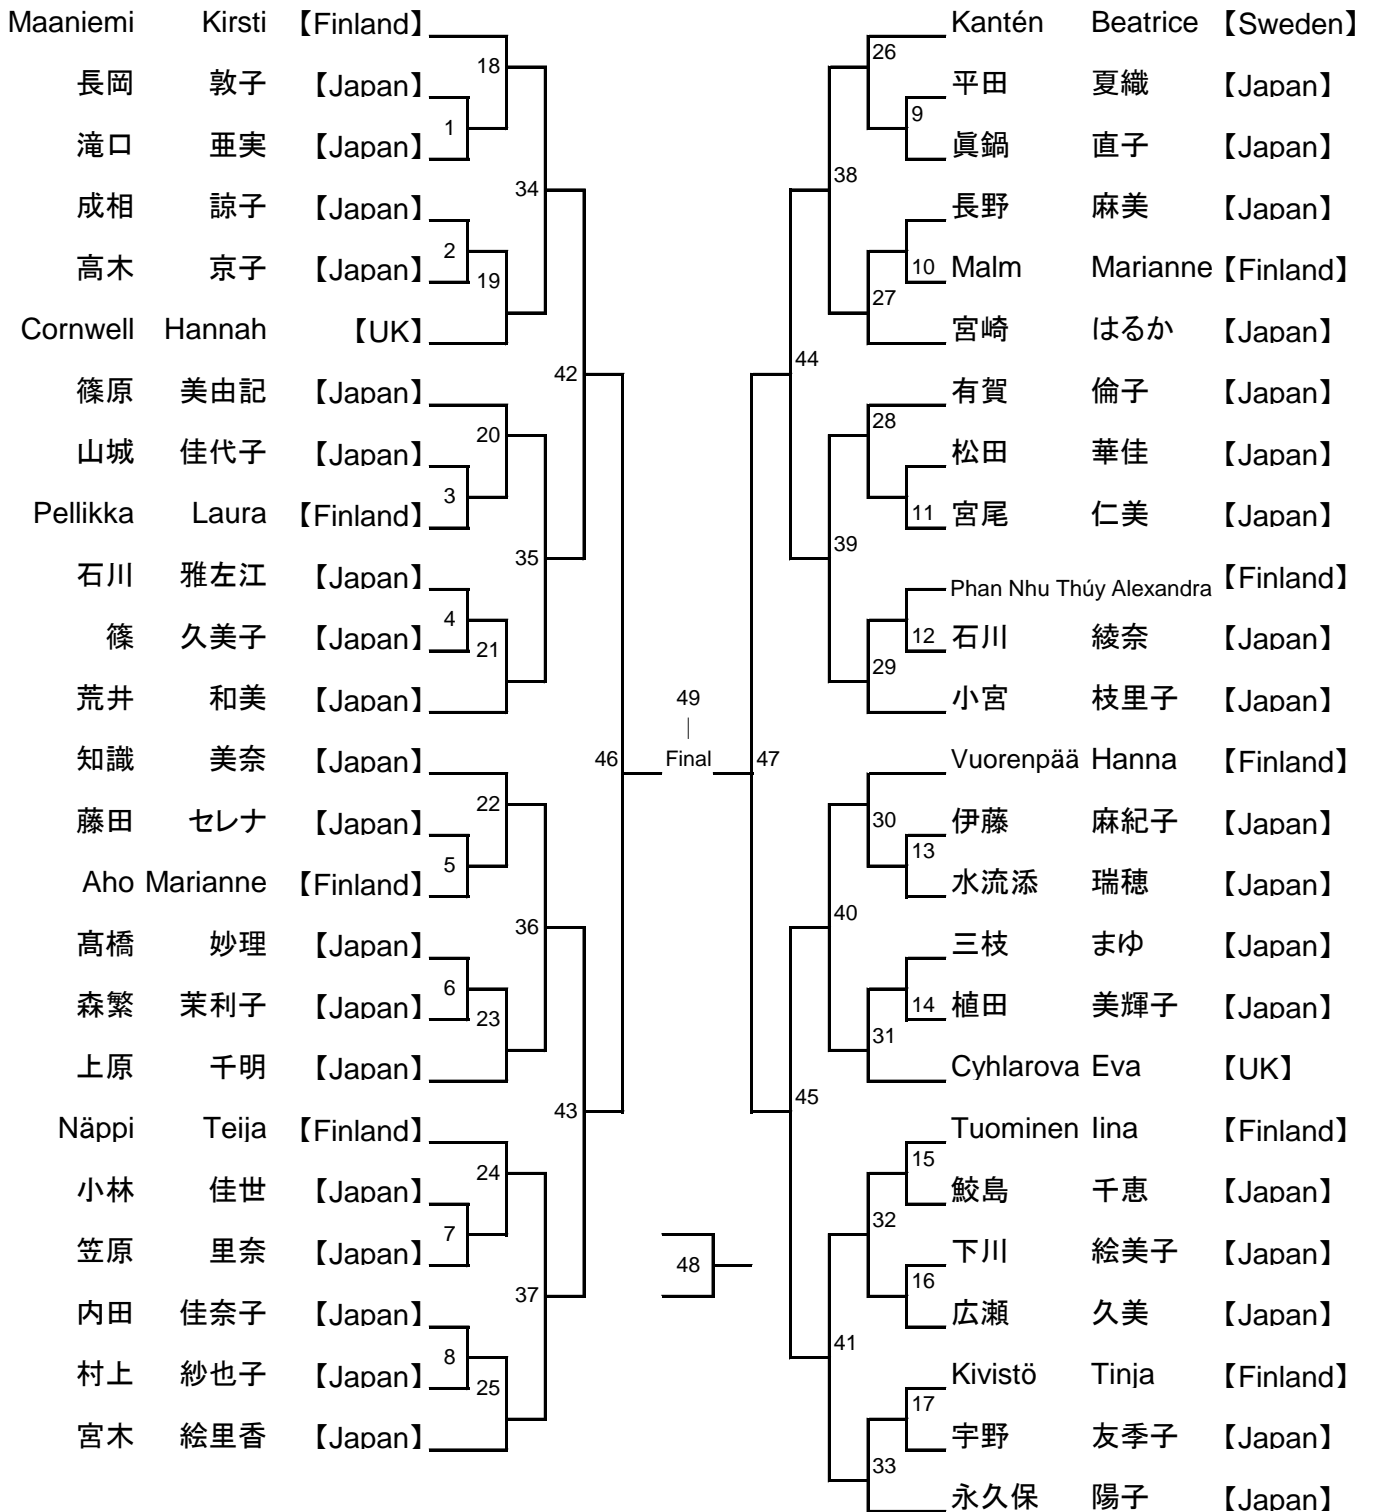 Maaniemi Kirsti 【Finland】
長岡 敦子 【Japan】
滝口 亜実 【Japan】
成相 諒子 【Japan】
高木 京子 【Japan】
Cornwell Hannah 【UK】
篠原 美由記 【Japan】
山城 佳代子 【Japan】
Pellikka Laura 【Finland】
石川 雅左江 【Japan】
篠 久美子 【Japan】
荒井 和美 【Japan】
知識 美奈 【Japan】
藤田 セレナ 【Japan】
Aho Marianne 【Finland】
髙橋 妙理 【Japan】
森繁 茉利子 【Japan】
上原 千明 【Japan】
Näppi Teija 【Finland】
小林 佳世 【Japan】
笠原 里奈 【Japan】
内田 佳奈子 【Japan】
村上 紗也子 【Japan】
宮木 絵里香 【Japan】
1
2
3
4
5
6
7
8
18
19
20
21
22
23
24
25
34
35
36
37
42
43
46
49
Final
48
47
44
45
38
39
40
41
26
27
28
29
30
31
32
33
9
10
11
12
13
14
15
16
17
Kantén Beatrice 【Sweden】
平田 夏織 【Japan】
眞鍋 直子 【Japan】
長野 麻美 【Japan】
Malm Marianne 【Finland】
宮崎 はるか 【Japan】
有賀 倫子 【Japan】
松田 華佳 【Japan】
宮尾 仁美 【Japan】
Phan Nhu Thúy Alexandra 【Finland】
石川 綾奈 【Japan】
小宮 枝里子 【Japan】
Vuorenpää Hanna 【Finland】
伊藤 麻紀子 【Japan】
水流添 瑞穂 【Japan】
三枝 まゆ 【Japan】
植田 美輝子 【Japan】
Cyhlarova Eva 【UK】
Tuominen Iina 【Finland】
鮫島 千恵 【Japan】
下川 絵美子 【Japan】
広瀬 久美 【Japan】
Kivistö Tinja 【Finland】
宇野 友季子 【Japan】
永久保 陽子 【Japan】